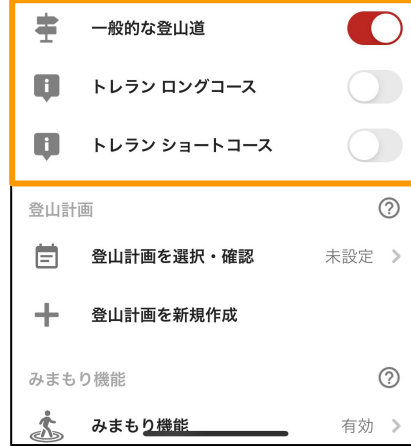 一般的な登山道
トレラン ロングコース
トレラン ショートコース
登山計画
登山計画を選択・確認 未設定
登山計画を新規作成
みまもり機能
みまもり機能 有効